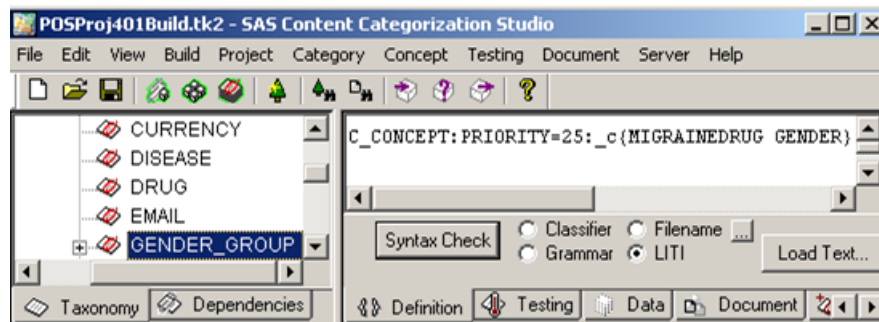 POSProj401Build.tk2 - SAS Content Categorization Studio
File Edit View Build Project Category Concept Testing Document Server Help
CURRENCY
DISEASE
DRUG
EMAIL
GENDER_GROUP
Taxonomy Dependencies
C_CONCEPT:PRIORITY=25:_c{MIGRAINEDRUG GENDER}
Syntax Check
Classifier Filename ...
Grammar LITI
Load Text...
Definition Testing Data Document